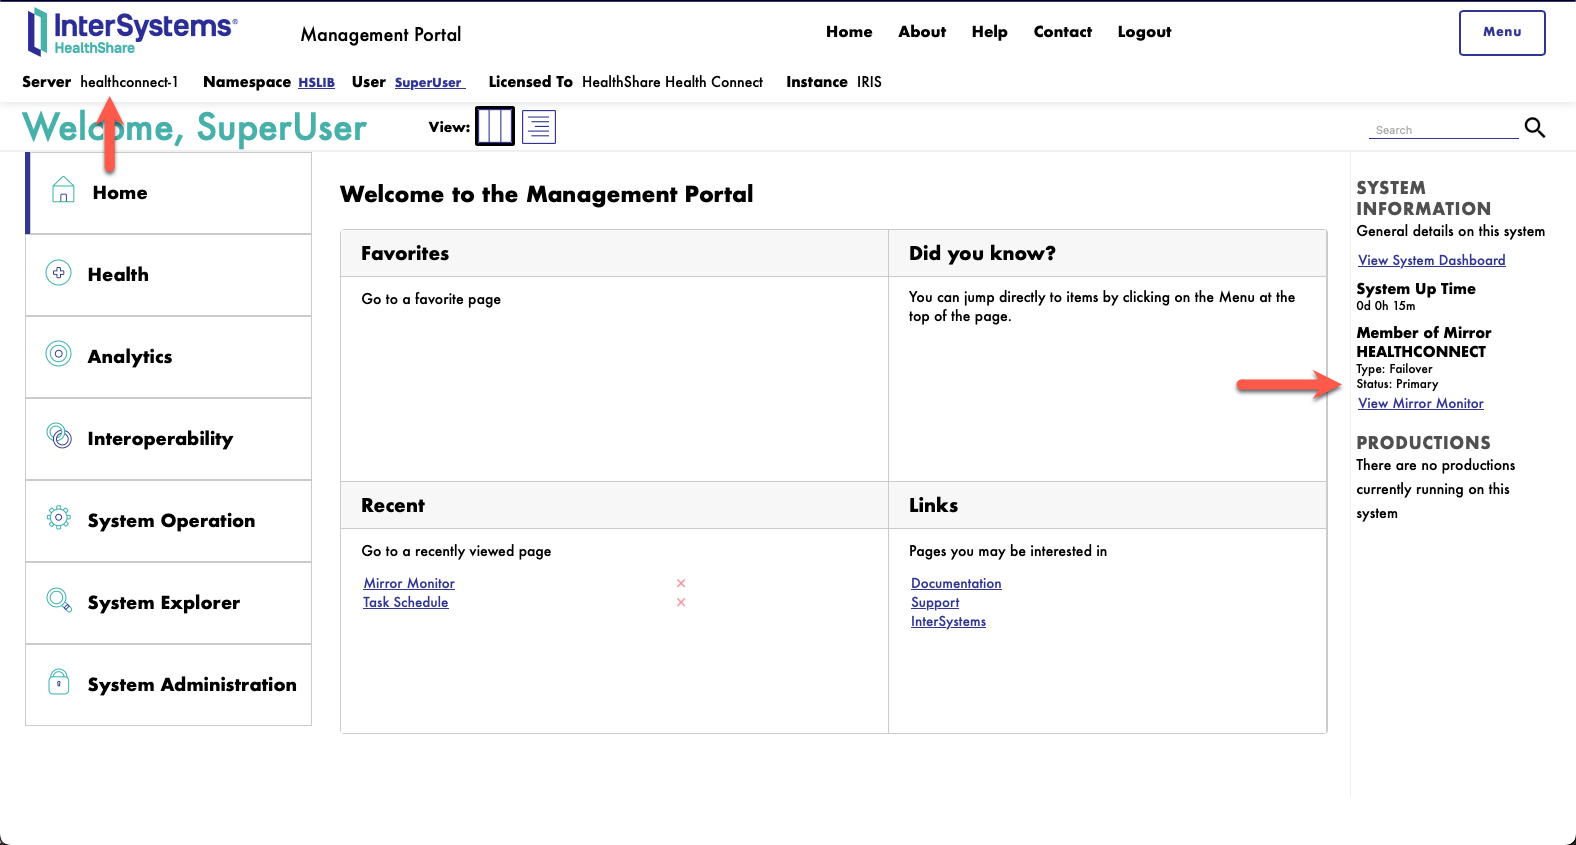 InterSystems®
HealthShare
Management Portal
Home About Help Contact Logout
Menu
Server healthconnect-1 Namespace HSLIB User SuperUser Licensed To HealthShare Health Connect Instance IRIS
Welcome, SuperUser
View:
Search
Home
Health
Analytics
Interoperability
System Operation
System Explorer
System Administration
Welcome to the Management Portal
Favorites
Go to a favorite page
Did you know?
You can jump directly to items by clicking on the Menu at the
top of the page.
Recent
Go to a recently viewed page
Mirror Monitor
Task Schedule
Links
Pages you may be interested in
Documentation
Support
InterSystems
SYSTEM
INFORMATION
General details on this system
View System Dashboard
System Up Time
0d 0h 15m
Member of Mirror
HEALTHCONNECT
Type: Failover
Status: Primary
View Mirror Monitor
PRODUCTIONS
There are no productions
currently running on this
system